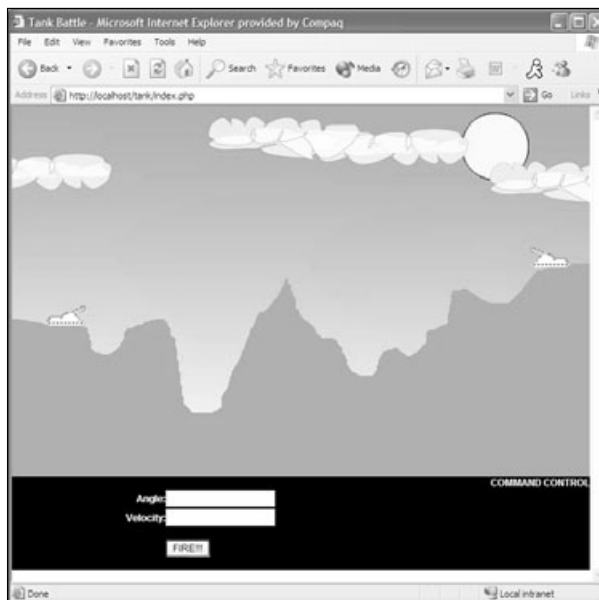 Tank Battle - Microsoft Internet Explorer provided by Compaq
File Edit View Favorites Tools Help
Back Search Favorites Media
Address http://localhost/tank/index.php Go Links
COMMAND CONTROL
Angle:
Velocity:
FIRE!!!
Done Local intranet